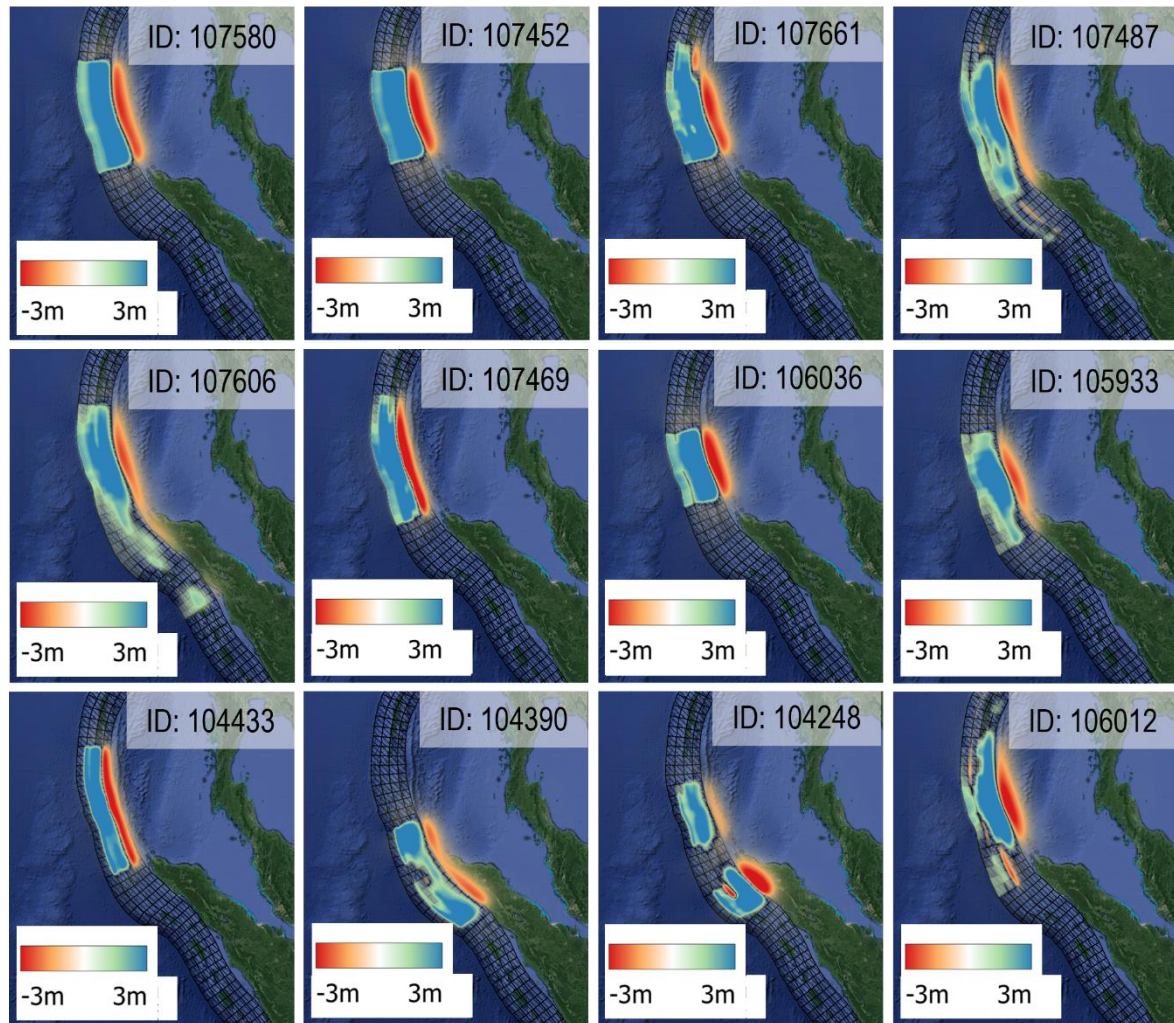 ID: 107580
-3m 3m
ID: 107452
-3m 3m
ID: 107661
-3m 3m
ID: 107487
-3m 3m
ID: 107606
-3m 3m
ID: 107469
-3m 3m
ID: 106036
-3m 3m
ID: 105933
-3m 3m
ID: 104433
-3m 3m
ID: 104390
-3m 3m
ID: 104248
-3m 3m
ID: 106012
-3m 3m